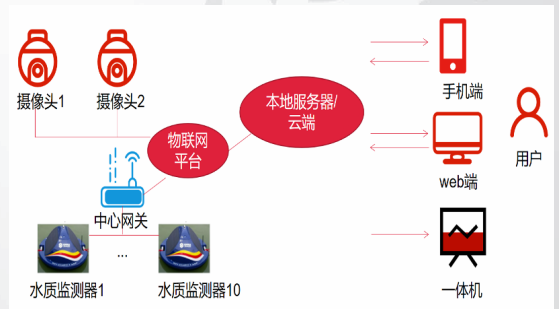 摄像头1
摄像头2
本地服务器/
云端
物联网
平台
中心网关
...
水质监测器1
水质监测器10
手机端
web端
一体机
用户